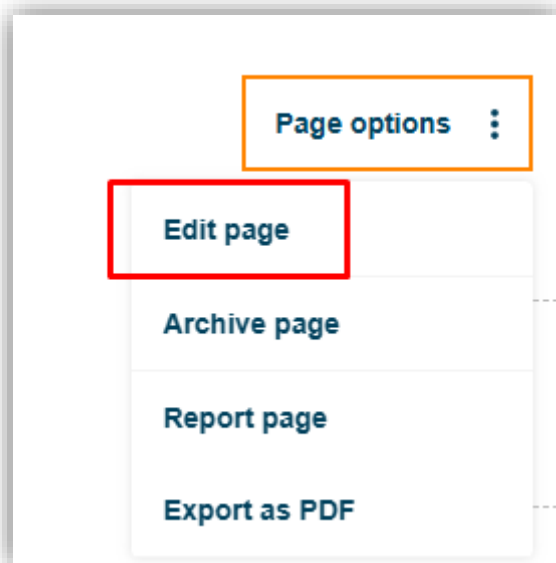 Page options
Edit page
Archive page
Report page
Export as PDF